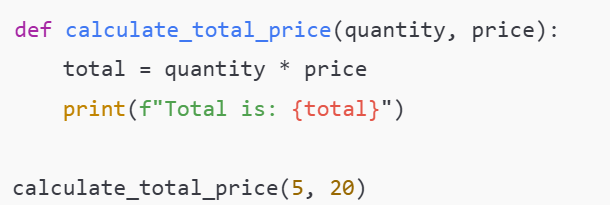 def calculate_total_price(quantity, price):
    total = quantity * price
    print(f"Total is: {total}")

calculate_total_price(5, 20)